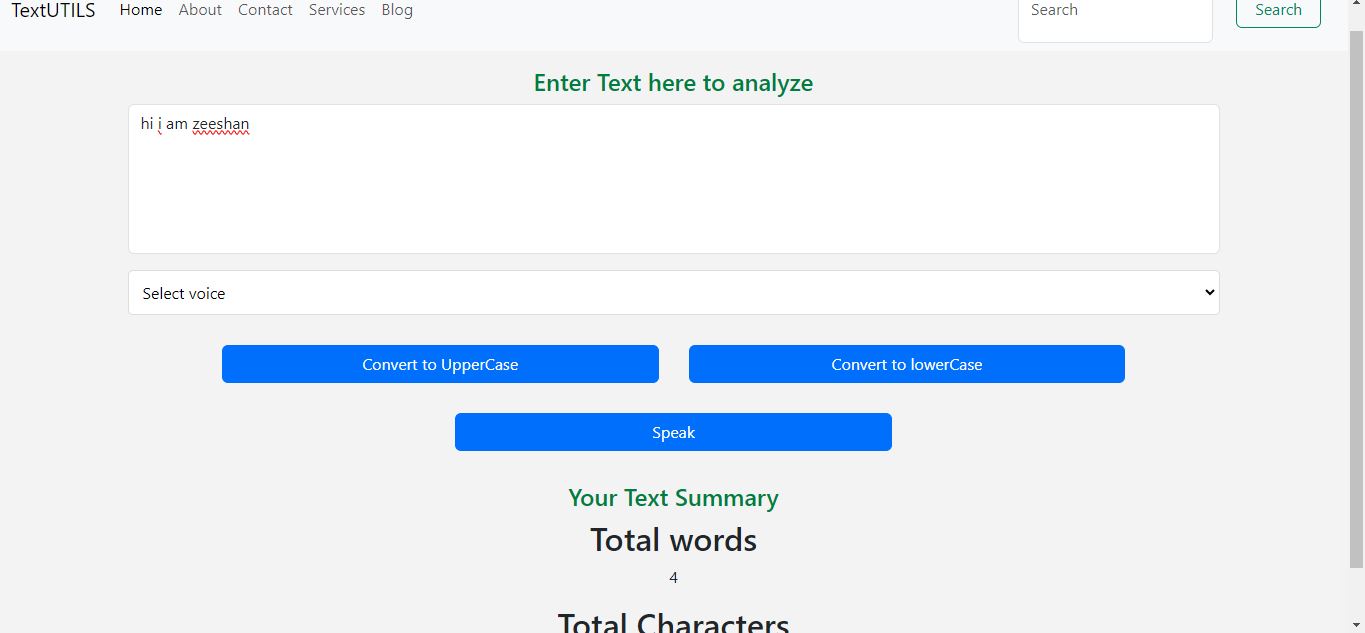 TextUTILS Home About Contact Services Blog Search Search
Enter Text here to analyze
hi i am zeeshan
Select voice
Convert to UpperCase Convert to lowerCase
Speak
Your Text Summary
Total words
4
Total Characters